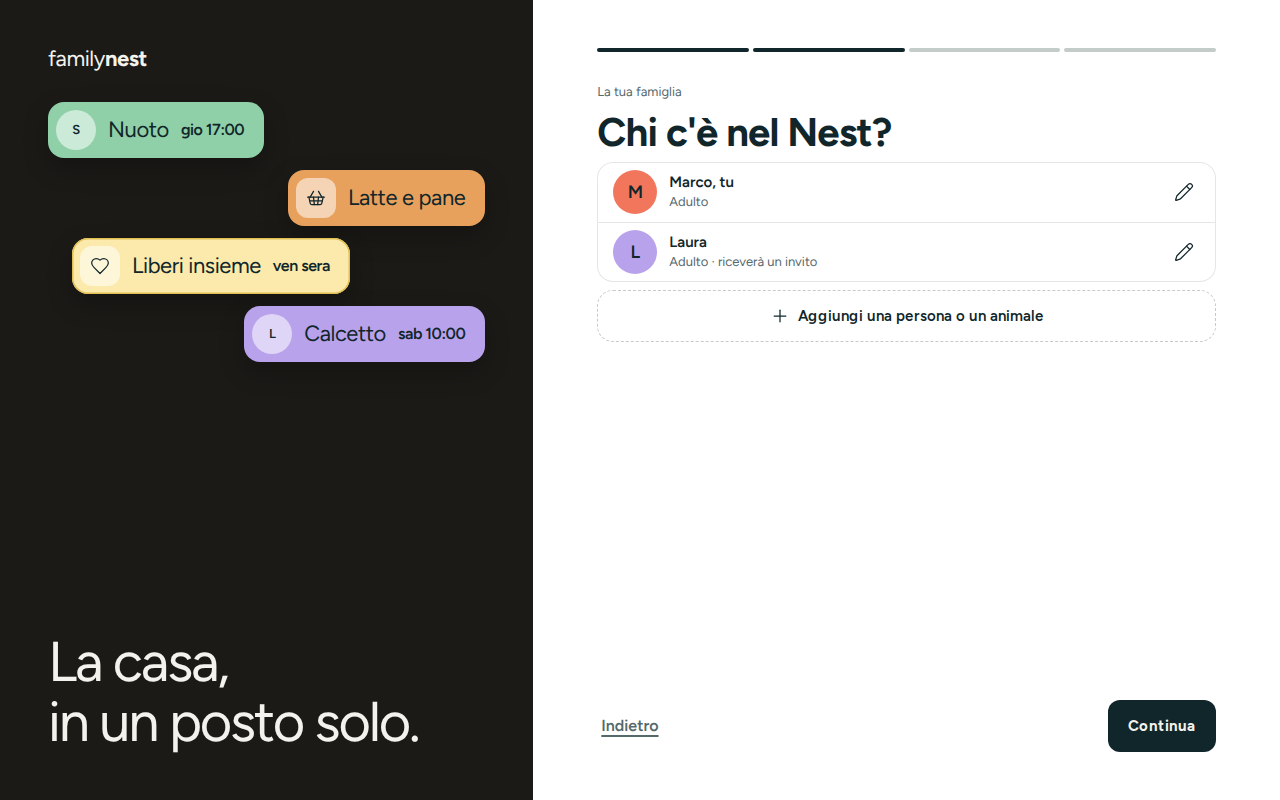 familynest
S Nuoto gio 17:00
Latte e pane
Liberi insieme ven sera
L Calcetto sab 10:00
La casa,
in un posto solo.
La tua famiglia
Chi c'è nel Nest?
M Marco, tu
Adulto
L Laura
Adulto · riceverà un invito
Aggiungi una persona o un animale
Indietro
Continua